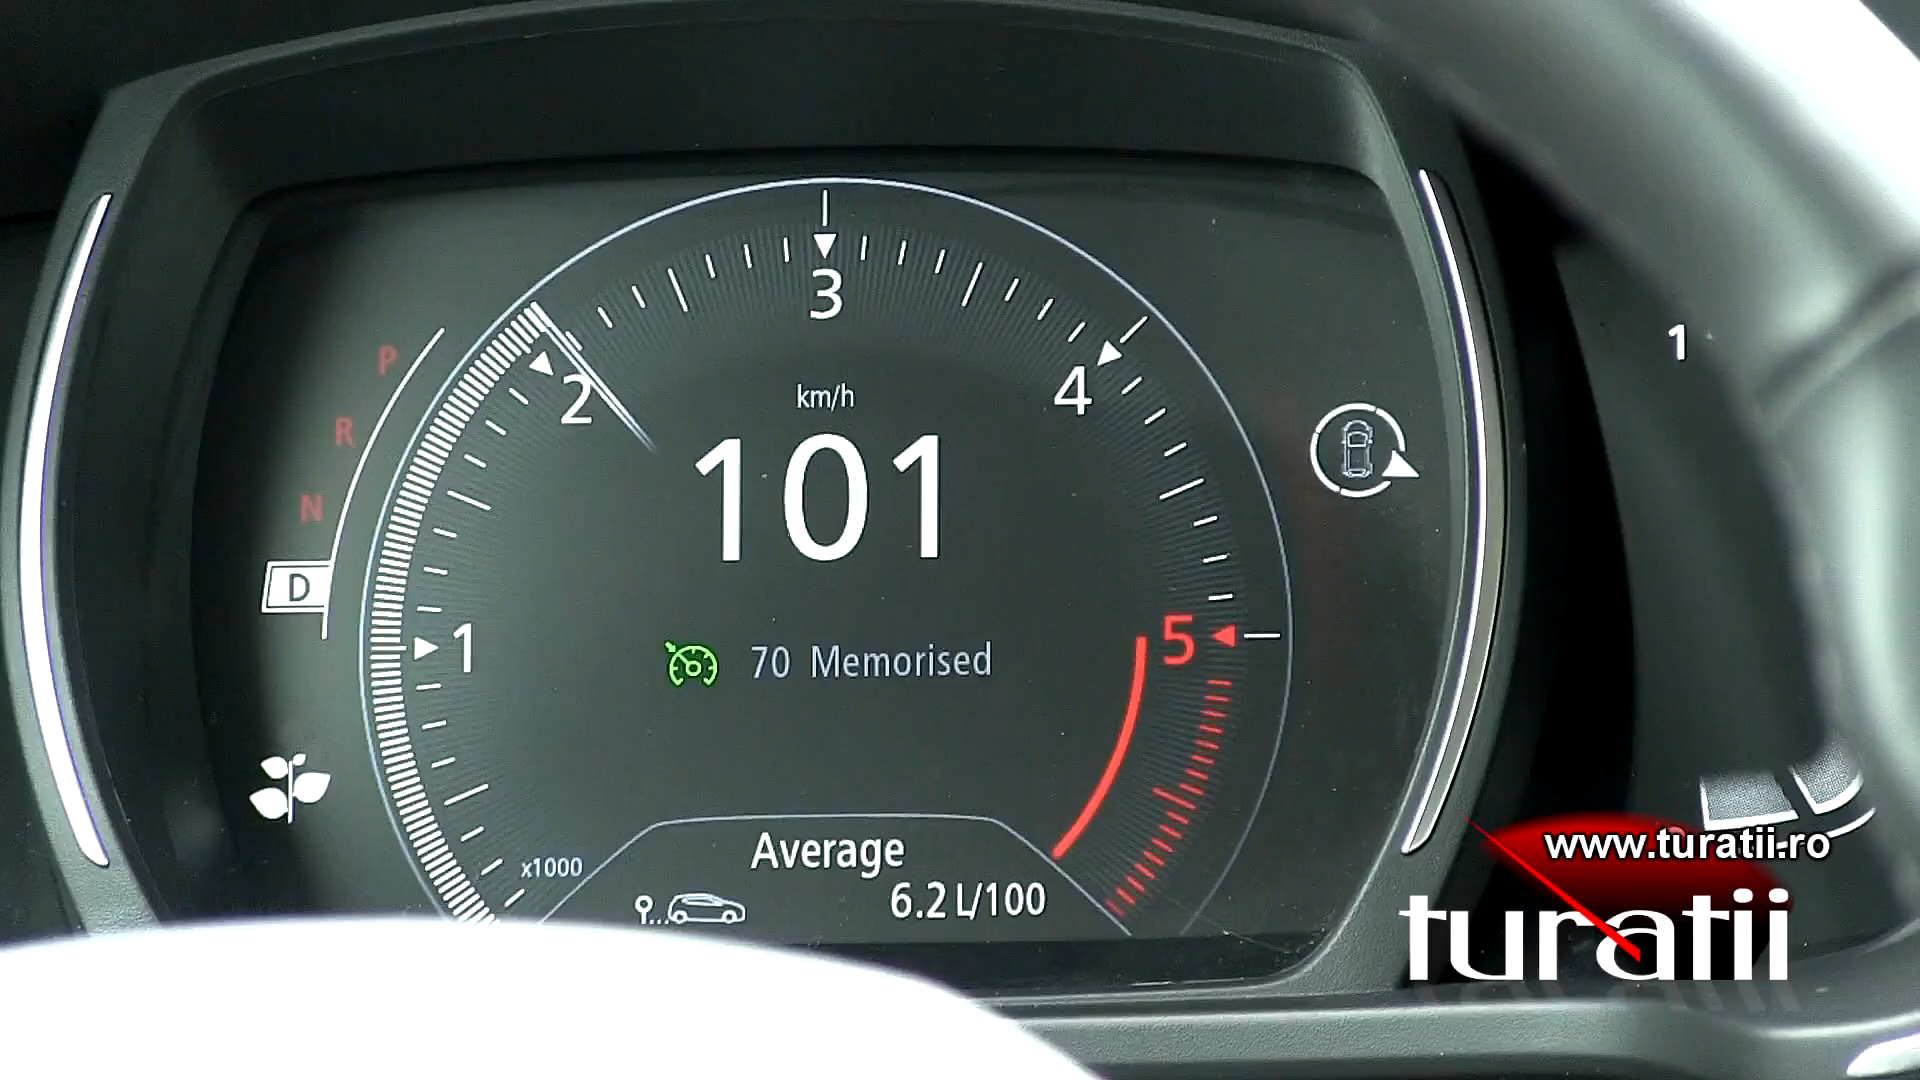 3
2
4
km/h
P
101
R
1
N
D
1
5
70 Memorised
Average
x1000
6.2 L/100
www.turatii.ro
turatii